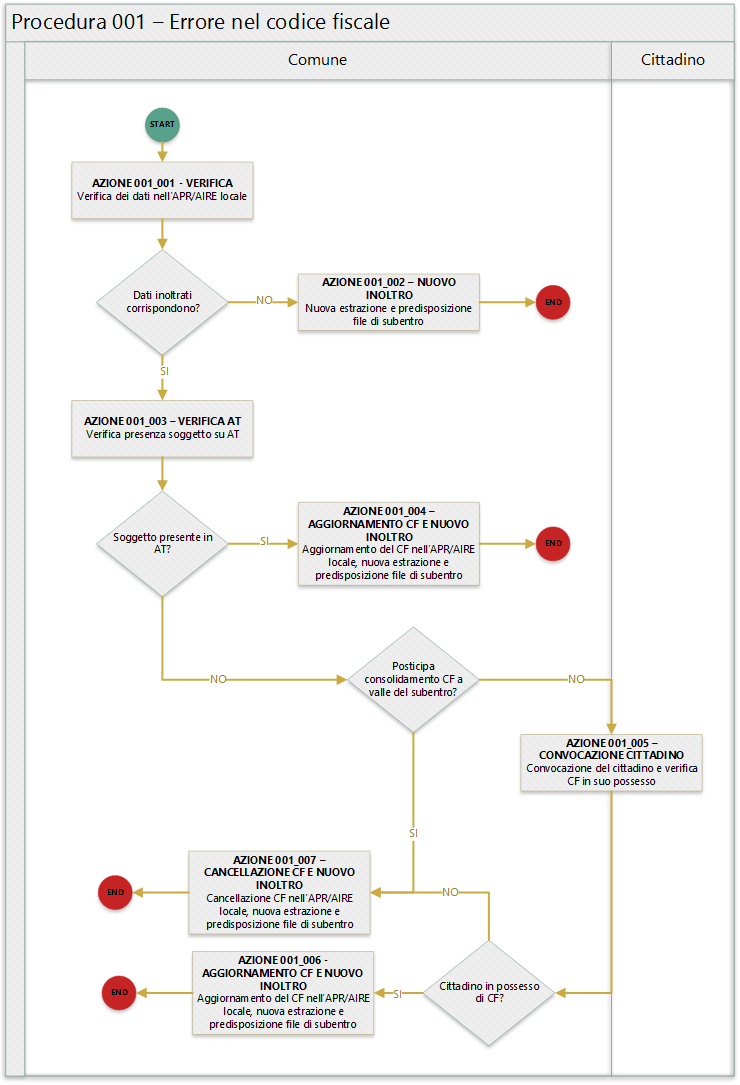 Procedura 001 – Errore nel codice fiscale
Comune
Cittadino
START
AZIONE 001_001 - VERIFICA
Verifica dei dati nell'APR/AIRE locale
Dati inoltrati
corrispondono?
NO
AZIONE 001_002 – NUOVO
INOLTRO
Nuova estrazione e predisposizione
file di subentro
END
SI
AZIONE 001_003 – VERIFICA AT
Verifica presenza soggetto su AT
Soggetto presente in
AT?
SI
AZIONE 001_004 –
AGGIORNAMENTO CF E NUOVO
INOLTRO
Aggiornamento del CF nell'APR/AIRE
locale, nuova estrazione e
predisposizione file di subentro
END
NO
Posticipa
consolidamento CF a
valle del subentro?
NO
AZIONE 001_005 –
CONVOCAZIONE CITTADINO
Convocazione del cittadino e verifica
CF in suo possesso
SI
AZIONE 001_007 –
CANCELLAZIONE CF E NUOVO
INOLTRO
Cancellazione CF nell'APR/AIRE
locale, nuova estrazione e
predisposizione file di subentro
END
NO
Cittadino in possesso
di CF?
SI
AZIONE 001_006 -
AGGIORNAMENTO CF E NUOVO
INOLTRO
Aggiornamento del CF nell'APR/AIRE
locale, nuova estrazione e
predisposizione file di subentro
END